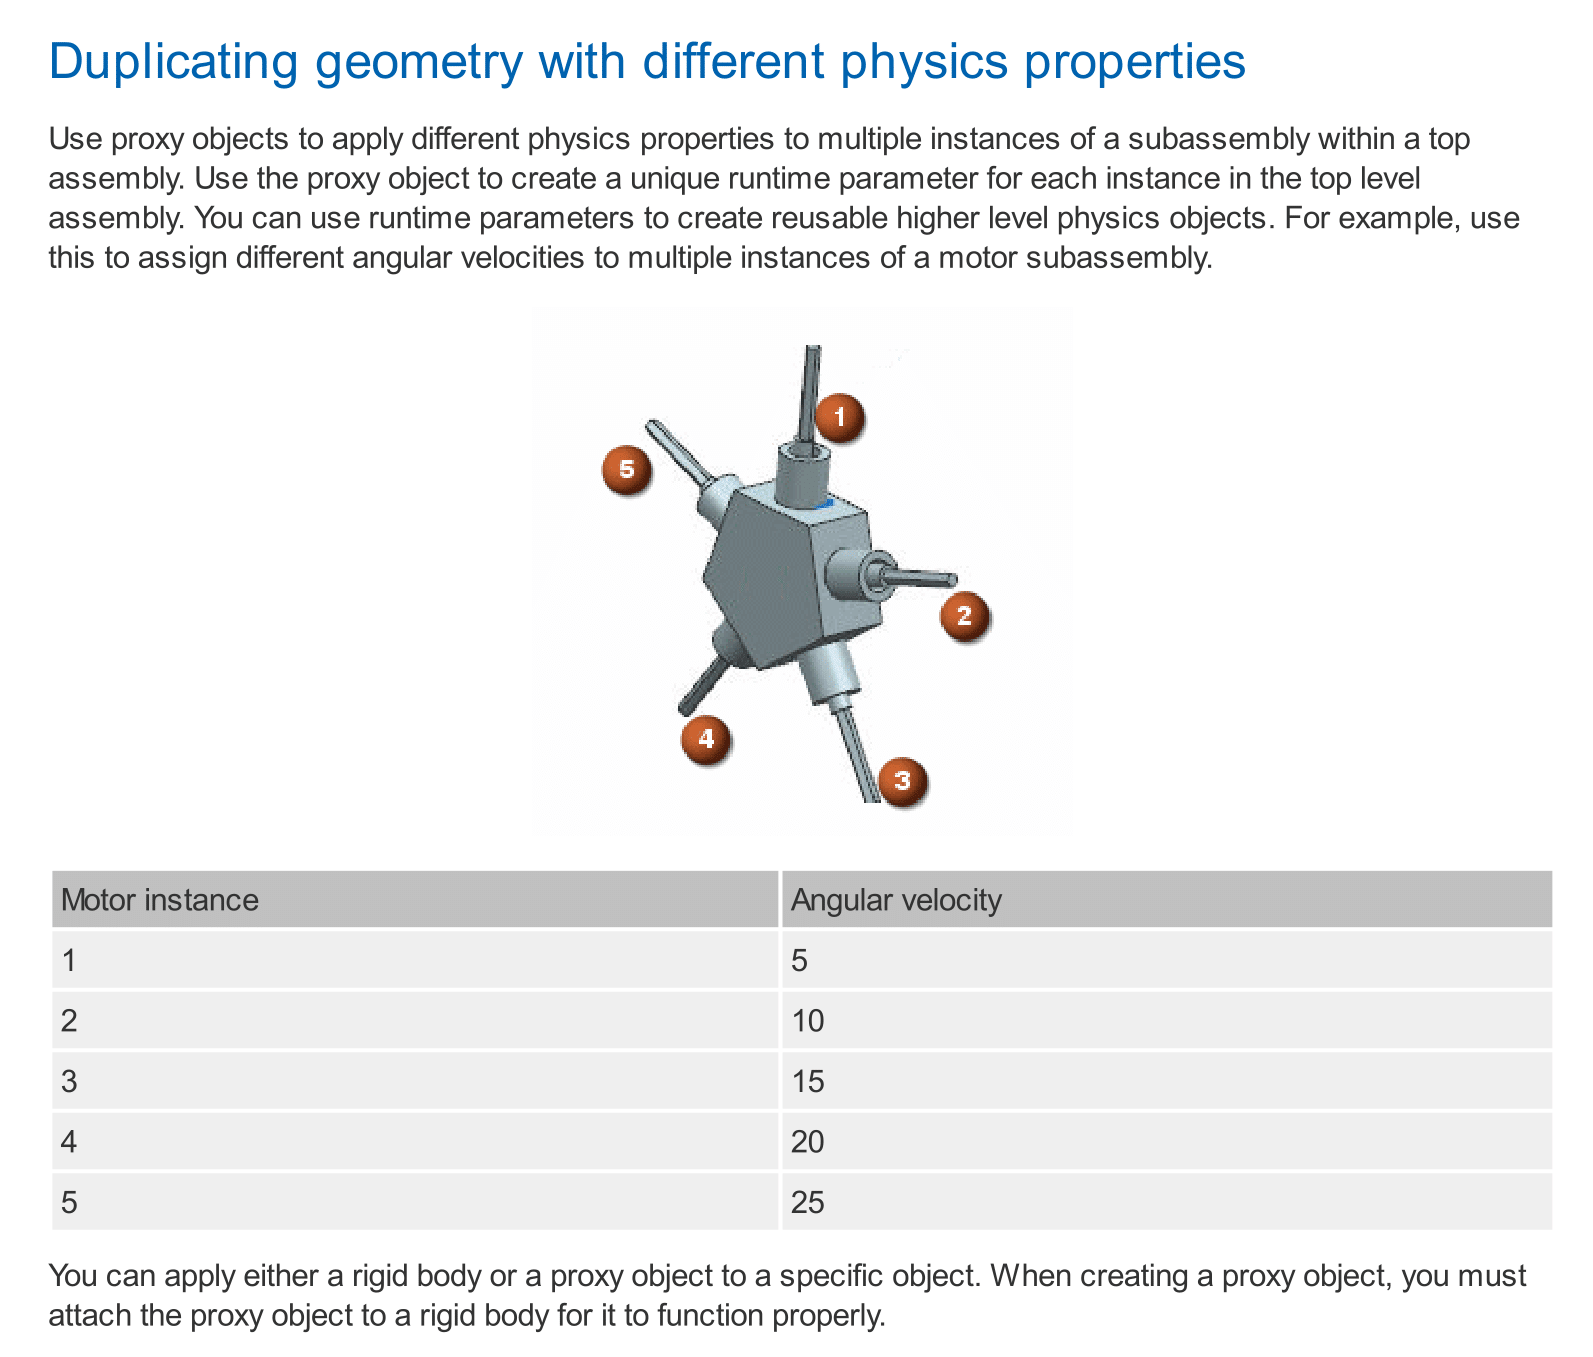 Duplicating geometry with different physics properties
Use proxy objects to apply different physics properties to multiple instances of a subassembly within a top
assembly. Use the proxy object to create a unique runtime parameter for each instance in the top level
assembly. You can use runtime parameters to create reusable higher level physics objects. For example, use
this to assign different angular velocities to multiple instances of a motor subassembly.
1
5
2
4
3
Motor instance Angular velocity
1 5
2 10
3 15
4 20
5 25
You can apply either a rigid body or a proxy object to a specific object. When creating a proxy object, you must
attach the proxy object to a rigid body for it to function properly.